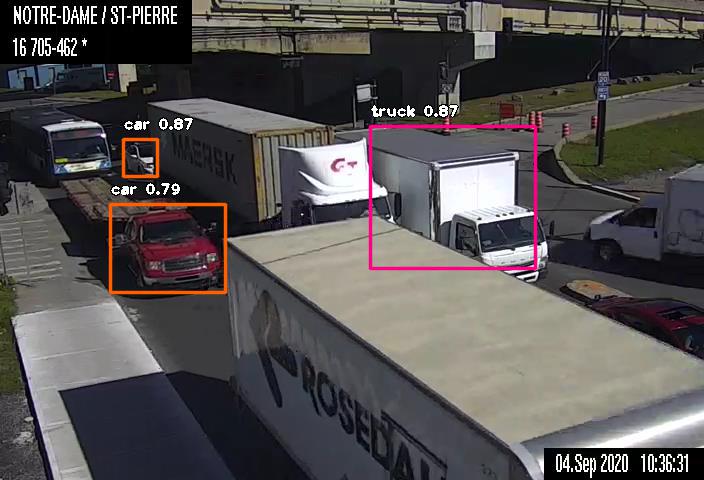 NOTRE-DAME / ST-PIERRE
16 705-462 *
car 0.87
truck 0.87
MAERSK
car 0.79
ROSEDAL
04.Sep 2020 10:36:31